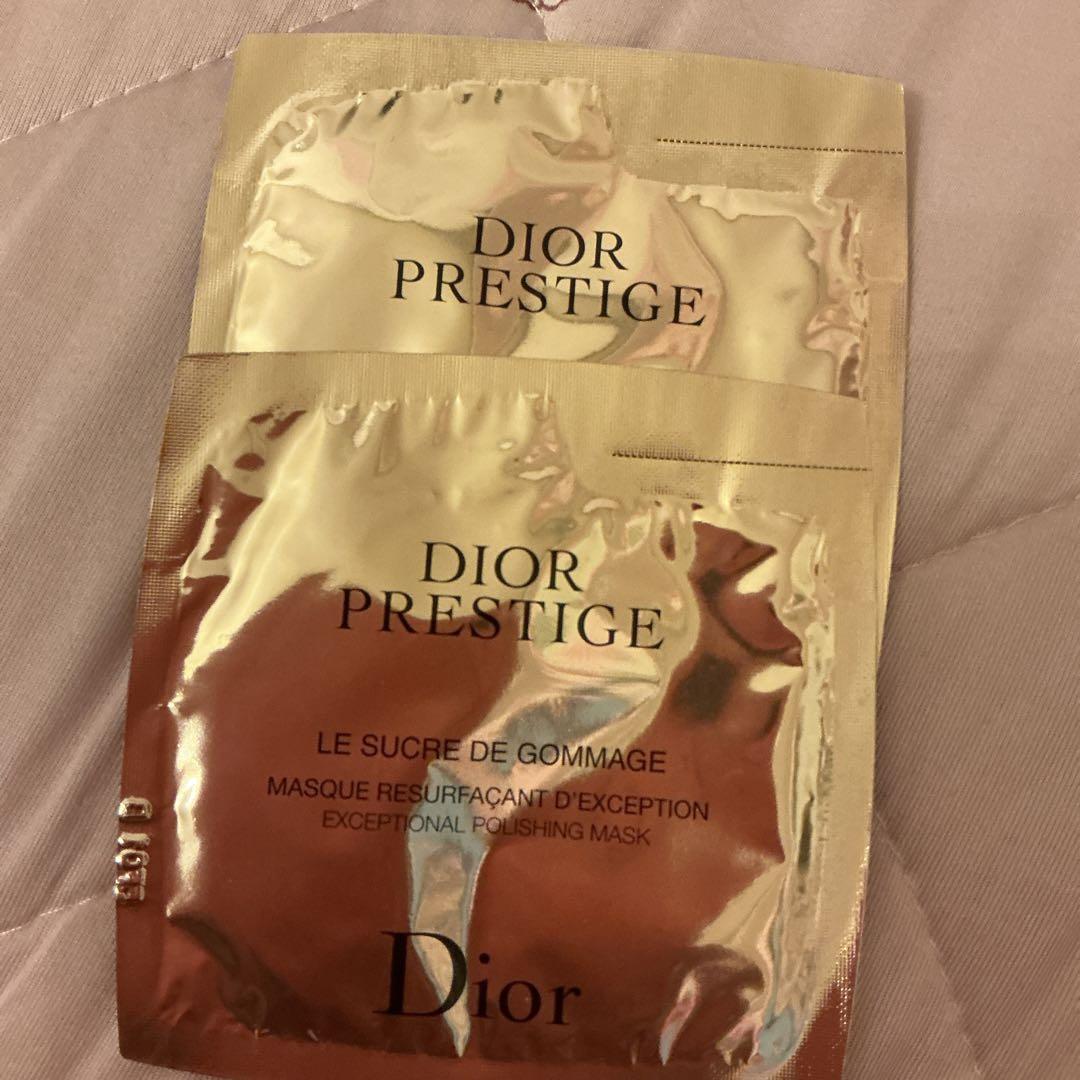 DIOR
PRESTIGE
DIOR
PRESTIGE
LE SUCRE DE GOMMAGE
MASQUE RESURFAÇANT D'EXCEPTION
EXCEPTIONAL POLISHING MASK
Dior